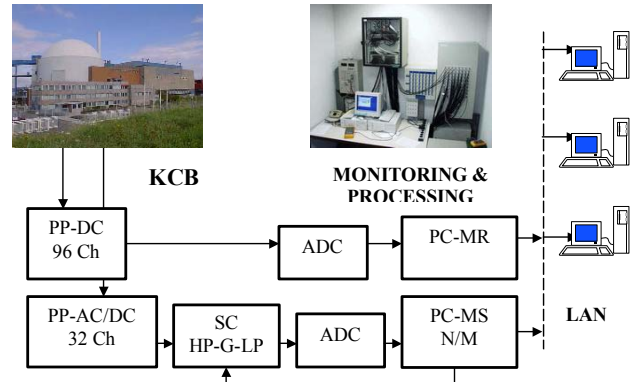 KCB
MONITORING &
PROCESSING
PP-DC
96 Ch
ADC
PC-MR
PP-AC/DC
32 Ch
SC
HP-G-LP
ADC
PC-MS
N/M
LAN